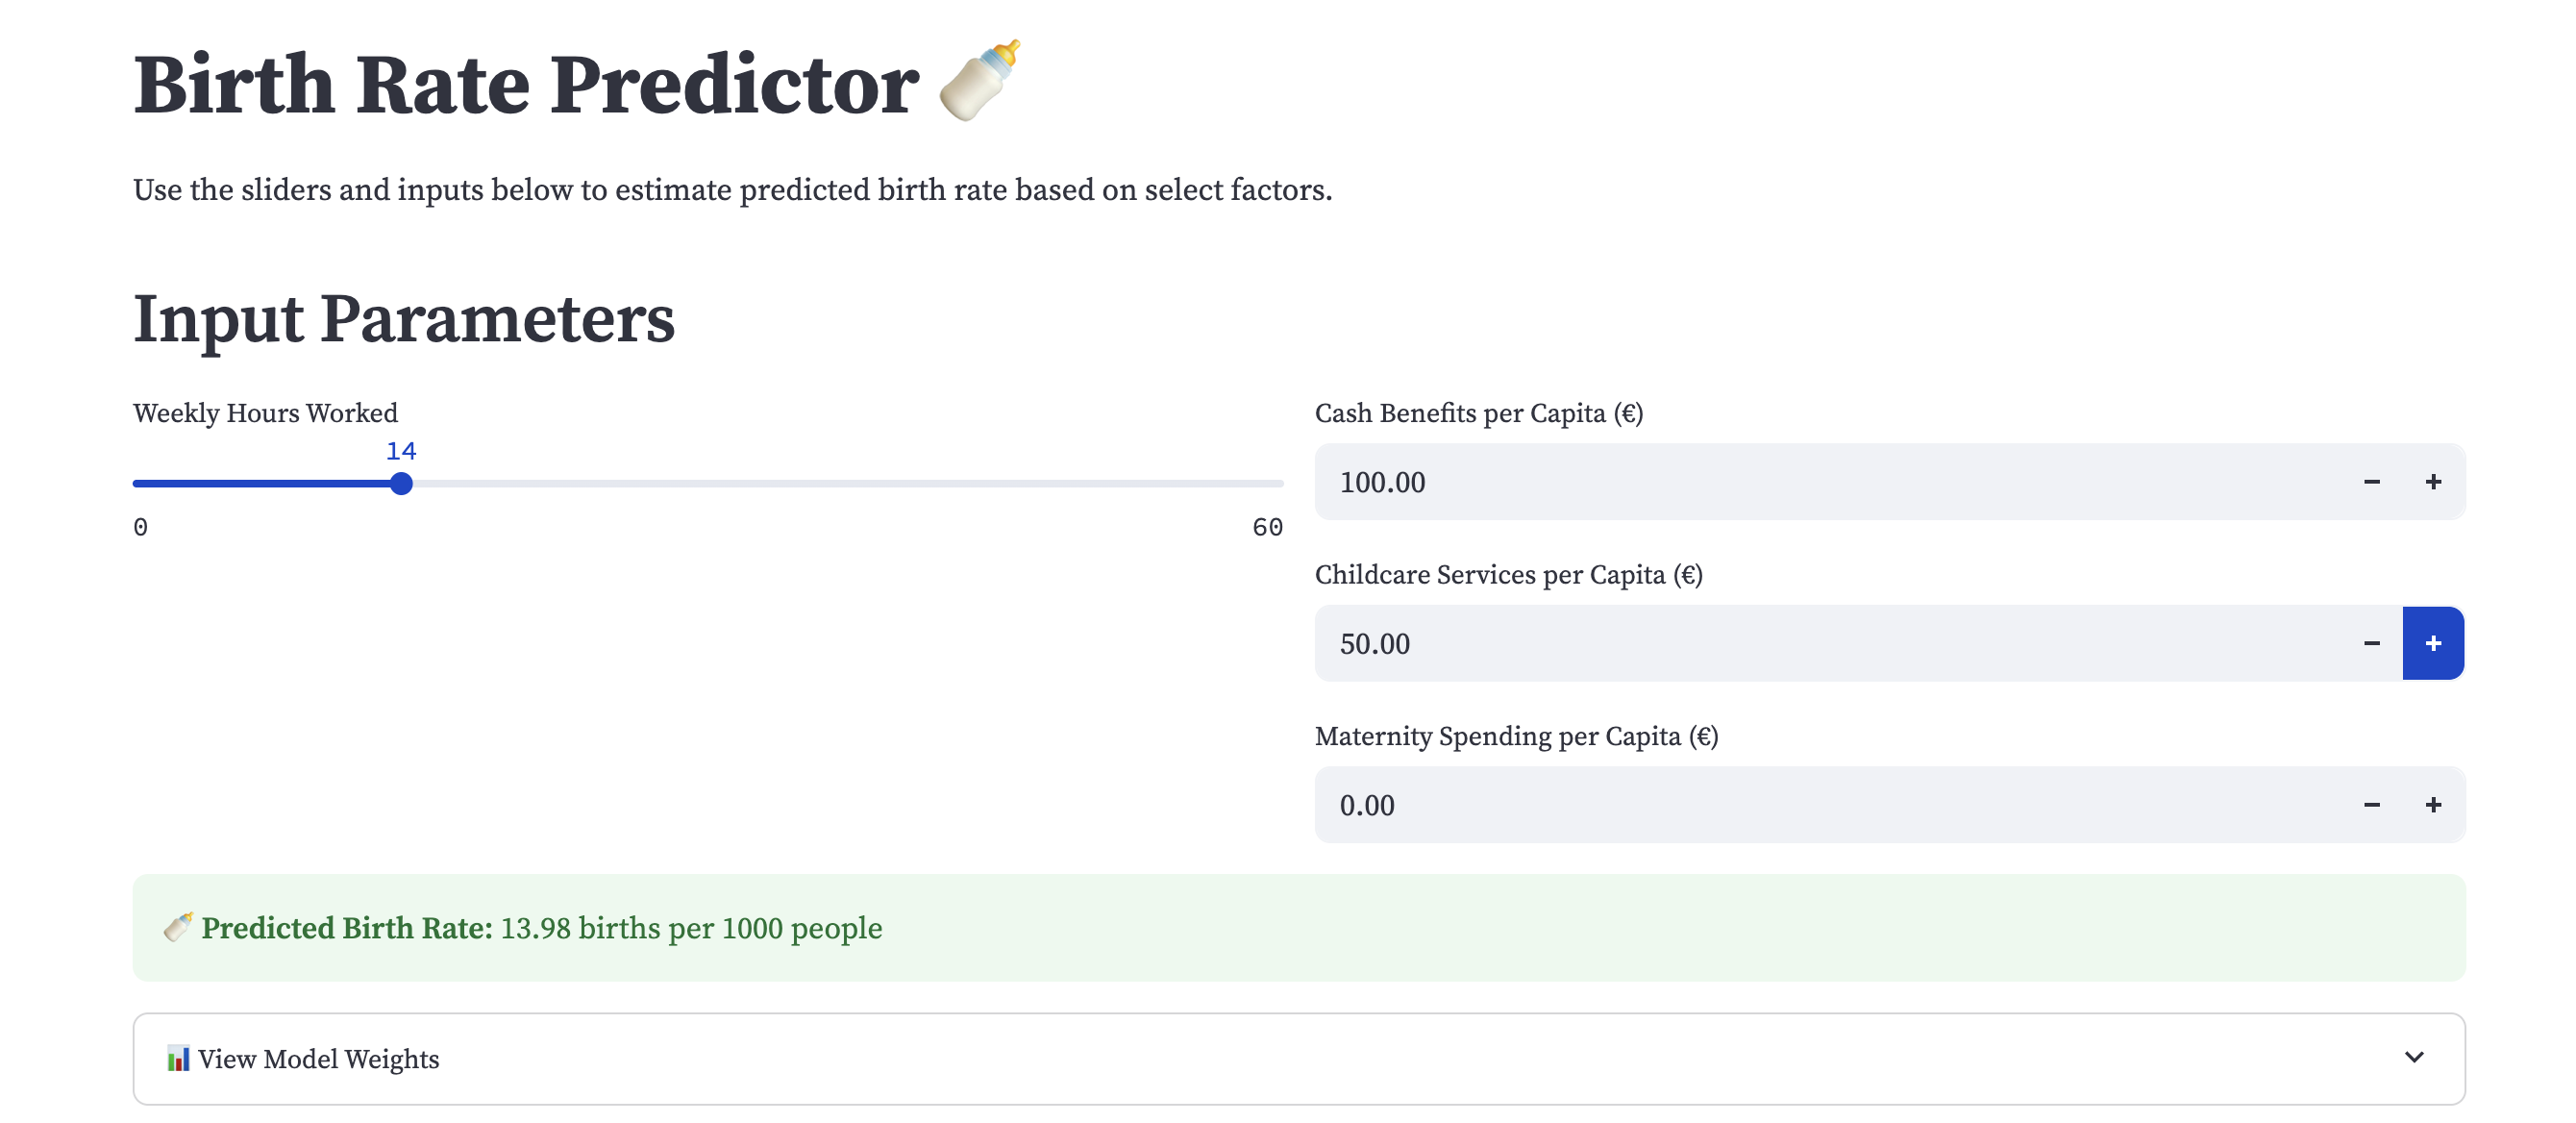 Birth Rate Predictor 🍼
Use the sliders and inputs below to estimate predicted birth rate based on select factors.
Input Parameters
Weekly Hours Worked
14
0
60
Cash Benefits per Capita (€)
100.00
Childcare Services per Capita (€)
50.00
Maternity Spending per Capita (€)
0.00
🍼 Predicted Birth Rate: 13.98 births per 1000 people
📊 View Model Weights